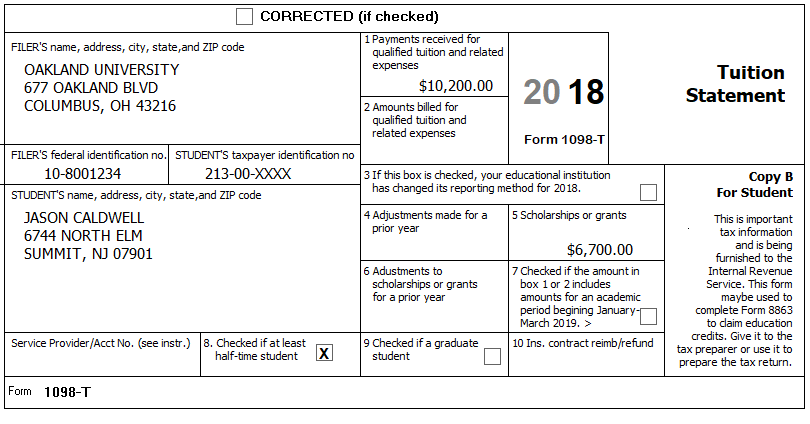 CORRECTED (if checked)
FILER'S name, address, city, state,and ZIP code
OAKLAND UNIVERSITY
677 OAKLAND BLVD
COLUMBUS, OH 43216
1 Payments received for
qualified tuition and related
expenses
$10,200.00
2 Amounts billed for
qualified tuition and
related expenses
2018
Form 1098-T
Tuition
Statement
FILER'S federal identification no.
10-8001234
STUDENT'S taxpayer identification no
213-00-XXXX
3 If this box is checked, your educational institution
has changed its reporting method for 2018.
Copy B
For Student
STUDENT'S name, address, city, state,and ZIP code
JASON CALDWELL
6744 NORTH ELM
SUMMIT, NJ 07901
4 Adjustments made for a
prior year
5 Scholarships or grants
$6,700.00
6 Adustments to
scholarships or grants
for a prior year
7 Checked if the amount in
box 1 or 2 includes
amounts for an academic
period begining January-
March 2019. >
This is important
tax information
and is being
furnished to the
Internal Revenue
Service. This form
maybe used to
complete Form 8863
to claim education
credits. Give it to the
tax preparer or use it to
prepare the tax return.
Service Provider/Acct No. (see instr.)
8. Checked if at least
half-time student
X
9 Checked if a graduate
student
10 Ins. contract reimb/refund
Form 1098-T